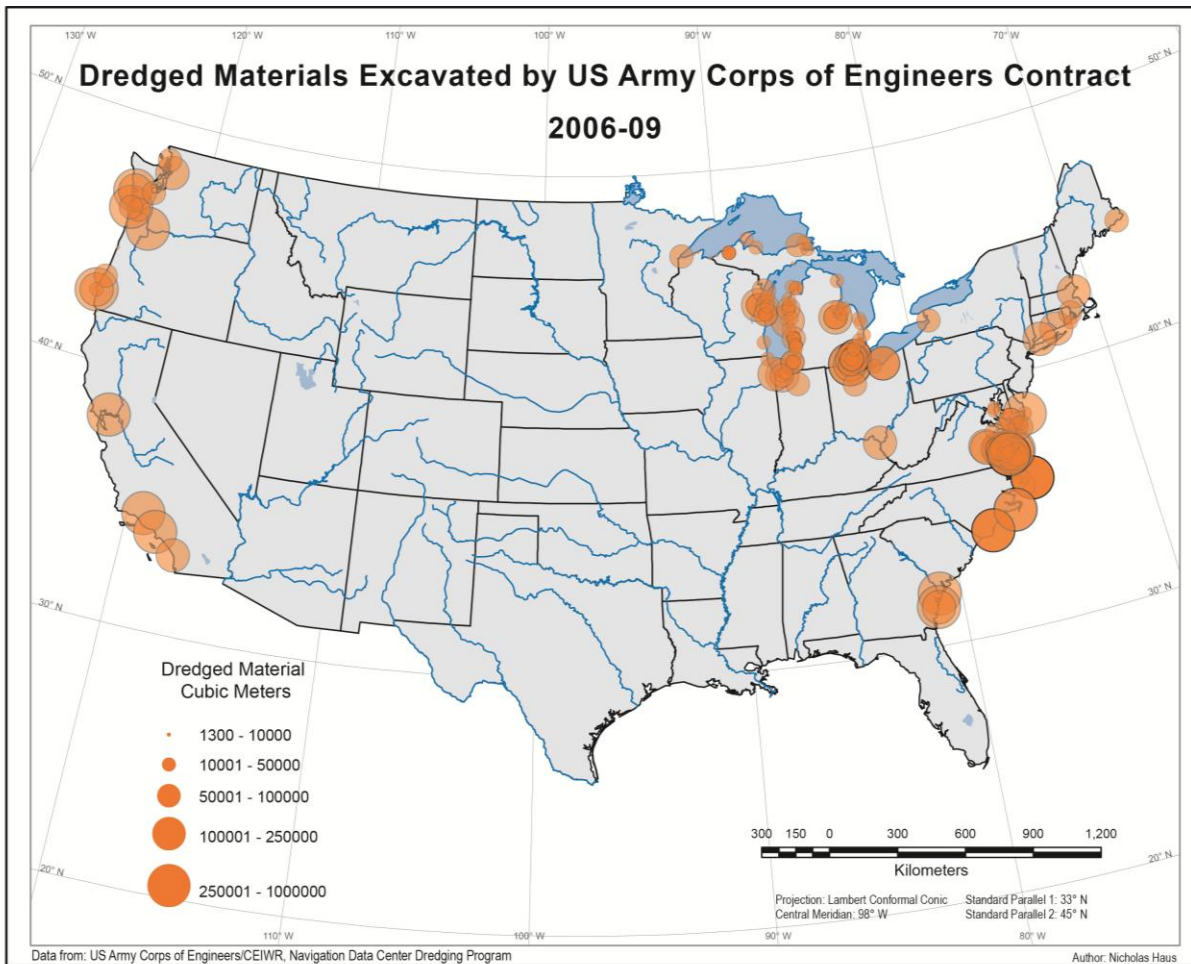 130° W 120° W 110° W 100° W 90° W 80° W 70° W
50° N 50° N
Dredged Materials Excavated by US Army Corps of Engineers Contract
2006-09
40° N 40° N
30° N 30° N
Dredged Material
Cubic Meters
1300 - 10000
10001 - 50000
50001 - 100000
100001 - 250000
250001 - 1000000
300 150 0 300 600 900 1,200
Kilometers
20° N 20° N
Projection: Lambert Conformal Conic Standard Parallel 1: 33° N
Central Meridian: 98° W Standard Parallel 2: 45° N
110° W 100° W 90° W 80° W
Data from: US Army Corps of Engineers/CEIWR, Navigation Data Center Dredging Program Author: Nicholas Haus